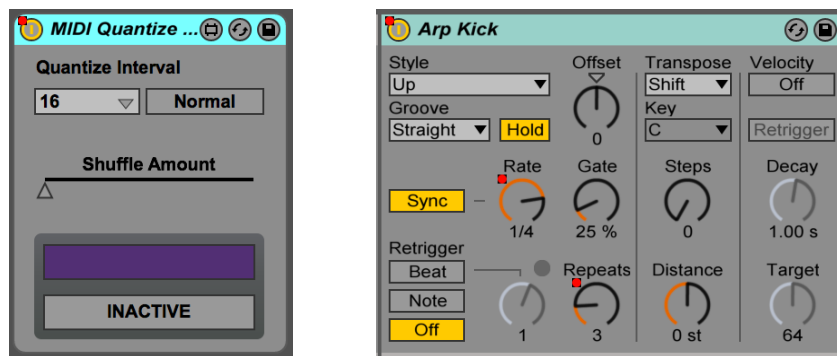 MIDI Quantize ...
Quantize Interval
16
Normal
Shuffle Amount
INACTIVE
Arp Kick
Style
Up
Groove
Straight
Hold
Offset
0
Transpose
Shift
Key
C
Velocity
Off
Retrigger
Sync
Rate
1/4
Gate
25 %
Steps
0
Decay
1.00 s
Retrigger
Beat
Note
Off
1
Repeats
3
Distance
0 st
Target
64